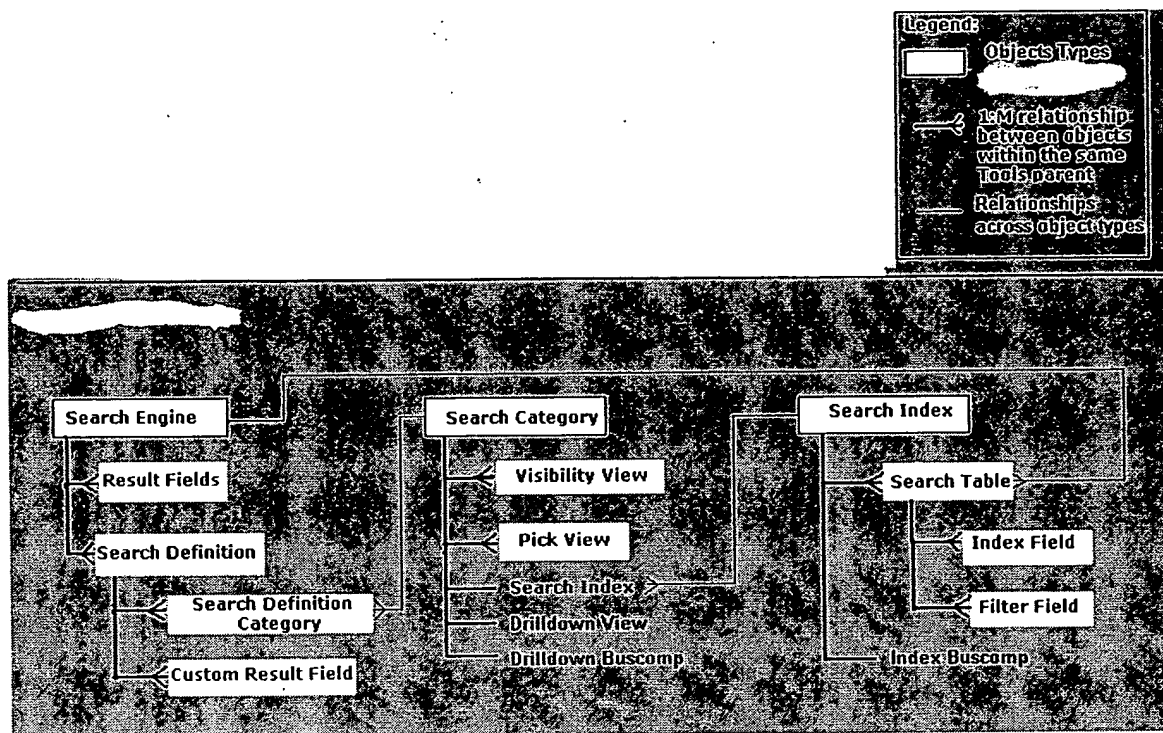 Legend:
Objects Types
1:M relationship
between objects
within the same
Tools parent
Relationships
across object types
Search Engine
Result Fields
Search Definition
Search Definition
Category
Custom Result Field
Search Category
Visibility View
Pick View
Search Index
Drilldown View
Drilldown Buscomp
Search Index
Search Table
Index Field
Filter Field
Index Buscomp